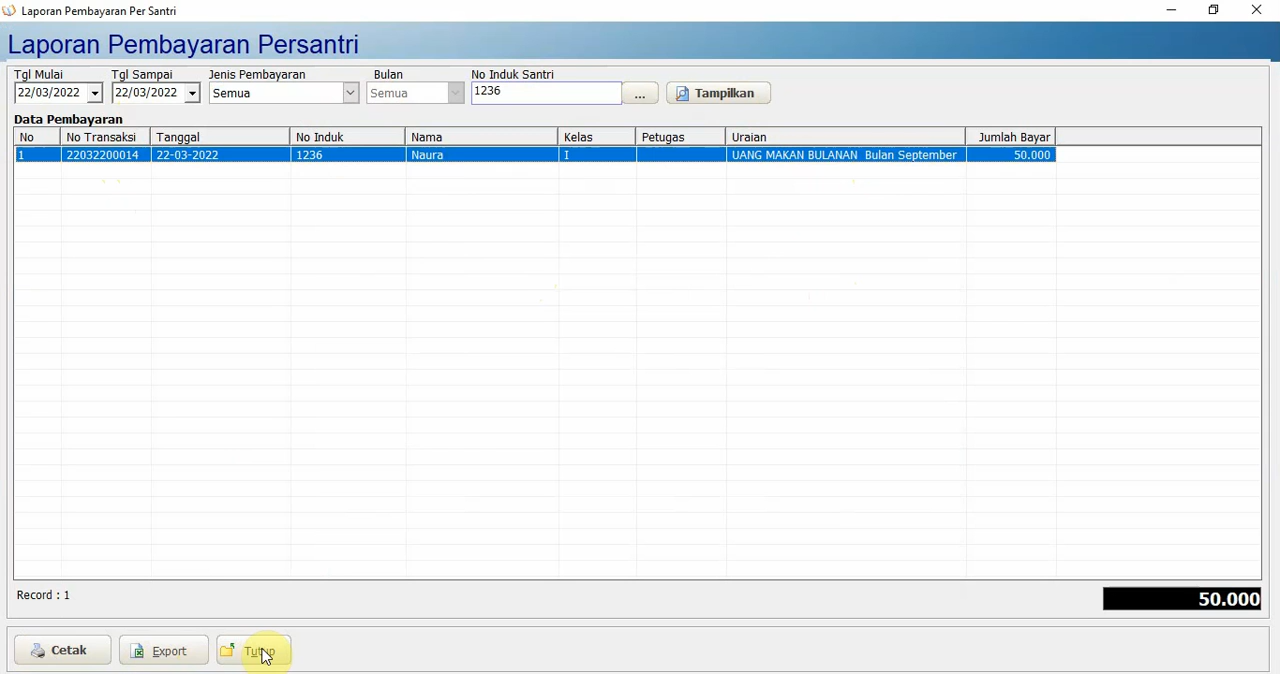 Laporan Pembayaran Per Santri
Laporan Pembayaran Persantri
Tgl Mulai Tgl Sampai Jenis Pembayaran Bulan No Induk Santri
22/03/2022 22/03/2022 Semua Semua 1236 ... Tampilkan
Data Pembayaran
No No Transaksi Tanggal No Induk Nama Kelas Petugas Uraian Jumlah Bayar
1 22032200014 22-03-2022 1236 Naura I UANG MAKAN BULANAN Bulan September 50.000
Record : 1
50.000
Cetak Export Tutup